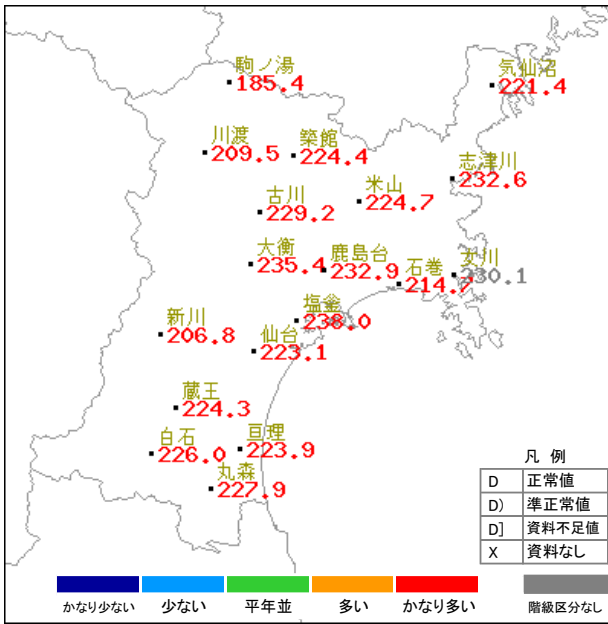 駒ノ湯
185.4
気仙沼
221.4
川渡
209.5
築館
224.4
志津川
232.6
米山
224.7
古川
229.2
大衡
235.4
鹿島台
232.9
石巻
214.7
女川
230.1
塩釜
238.0
新川
206.8
仙台
223.1
蔵王
224.3
白石
226.0
亘理
223.9
丸森
227.9
凡 例
D 正常値
D) 準正常値
D] 資料不足値
X 資料なし
かなり少ない 少ない 平年並 多い かなり多い 階級区分なし